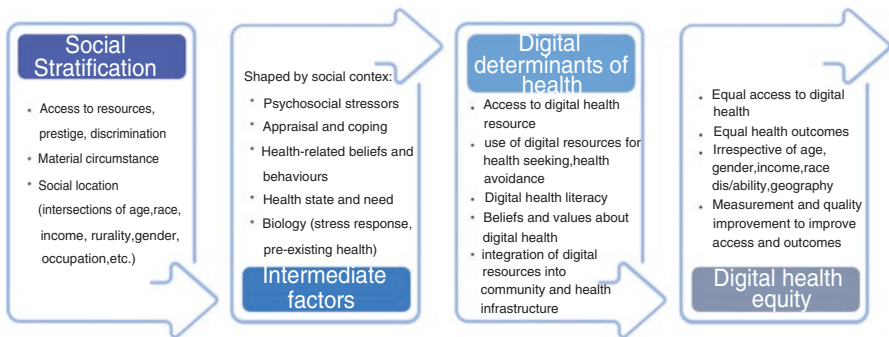 Social
Stratification
* Access to resources,
prestige, discrimination
* Material circumstance
* Social location
(intersections of age,race,
income, rurality,gender,
occupation,etc.)
Shaped by social contex:
* Psychosocial stressors
* Appraisal and coping
* Health-related beliefs and
behaviours
* Health state and need
* Biology (stress response,
pre-existing health)
Intermediate
factors
Digital
determinants of
health
* Access to digital health
resource
* use of digital resources for
health seeking,health
avoidance
* Digital health literacy
* Beliefs and values about
digital health
* integration of digital
resources into
community and health
infrastructure
* Equal access to digital
health
* Equal health outcomes
* Irrespective of age,
gender,income,race
dis/ability,geography
* Measurement and quality
improvement to improve
access and outcomes
Digital health
equity